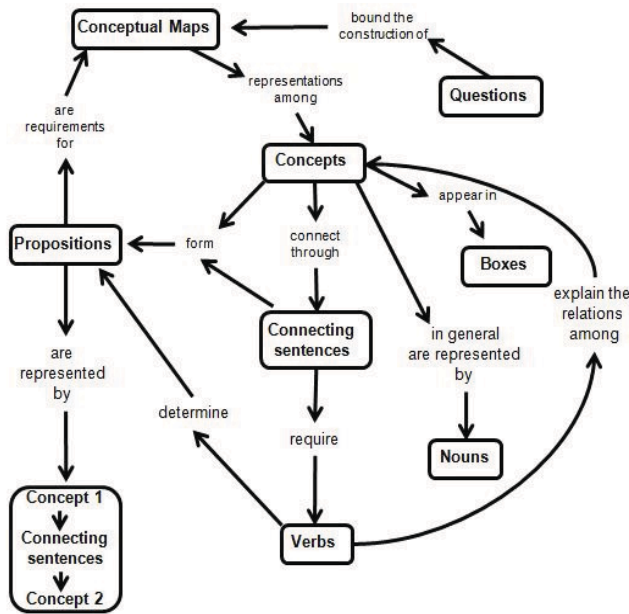 Conceptual Maps
bound the
construction of
Questions
representations
among
are
requirements
for
Concepts
appear in
Propositions
form
connect
through
Boxes
explain the
relations
among
Connecting
sentences
in general
are represented
by
are
represented
by
determine
require
Nouns
Concept 1
Connecting
sentences
Concept 2
Verbs